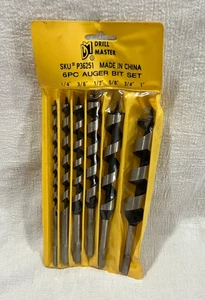 DRILL
MASTER
SKU# P36251 MADE IN CHINA
6PC AUGER BIT SET
1/4" 3/8" 1/2" 5/8" 3/4" 1"